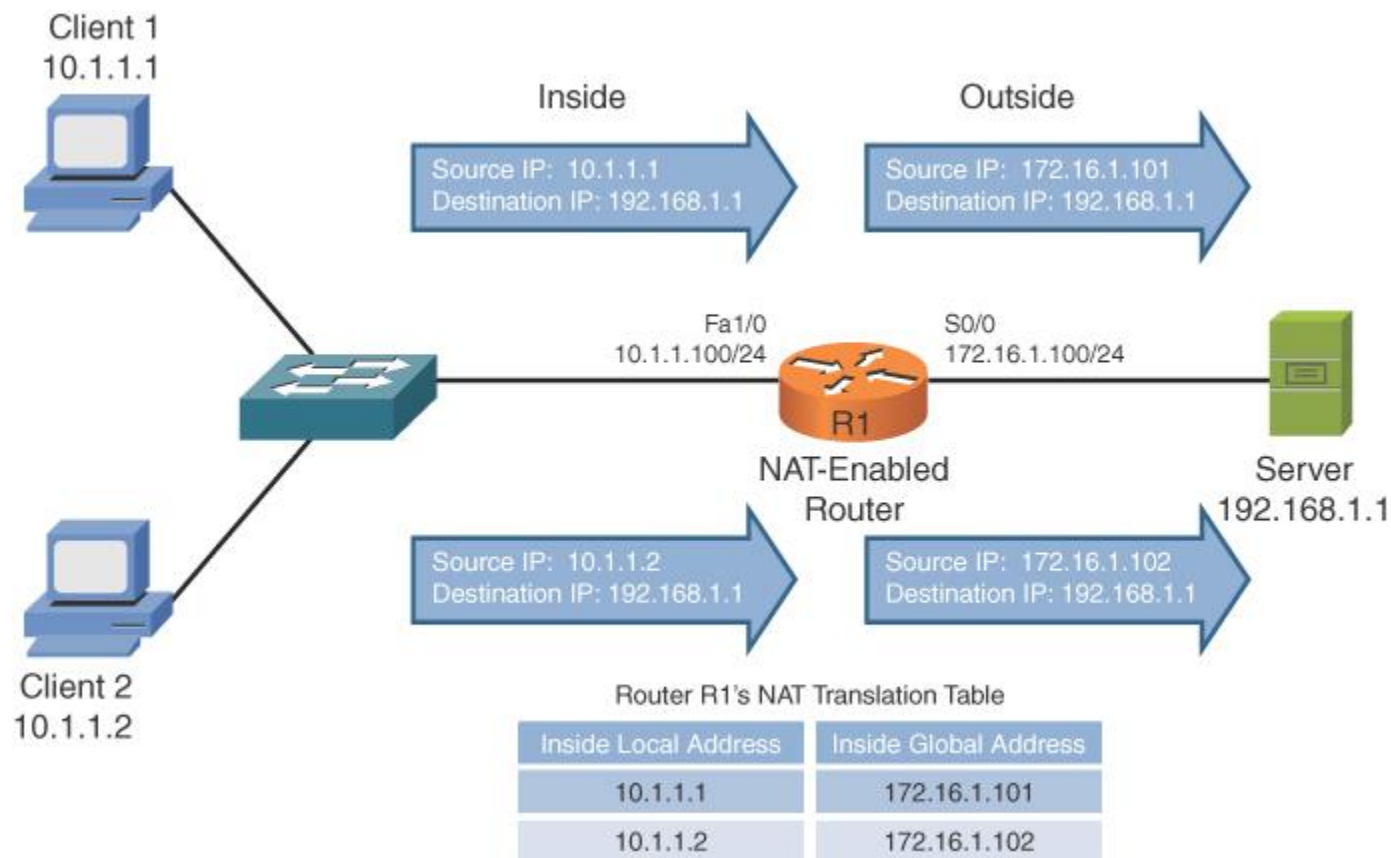 Client 1
10.1.1.1
Inside
Outside
Source IP: 10.1.1.1
Destination IP: 192.168.1.1
Source IP: 172.16.1.101
Destination IP: 192.168.1.1
Fa1/0
10.1.1.100/24
S0/0
172.16.1.100/24
R1
NAT-Enabled
Router
Server
192.168.1.1
Source IP: 10.1.1.2
Destination IP: 192.168.1.1
Source IP: 172.16.1.102
Destination IP: 192.168.1.1
Client 2
10.1.1.2
Router R1's NAT Translation Table
Inside Local Address Inside Global Address
10.1.1.1 172.16.1.101
10.1.1.2 172.16.1.102